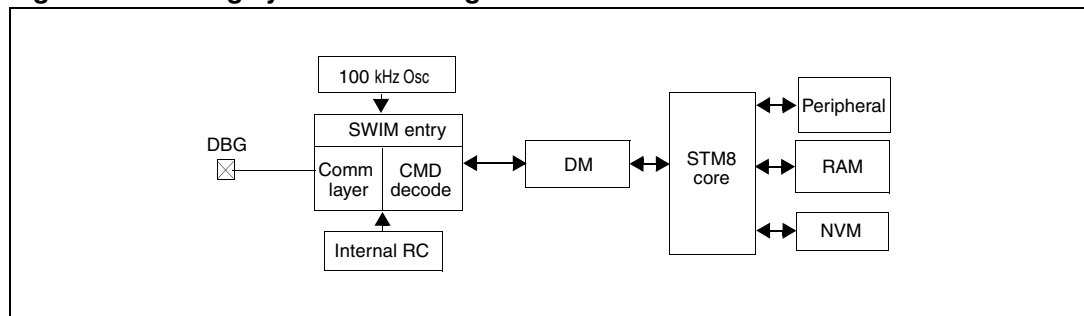 100 kHz Osc
SWIM entry
DBG
Comm
layer
CMD
decode
Internal RC
DM
STM8
core
Peripheral
RAM
NVM